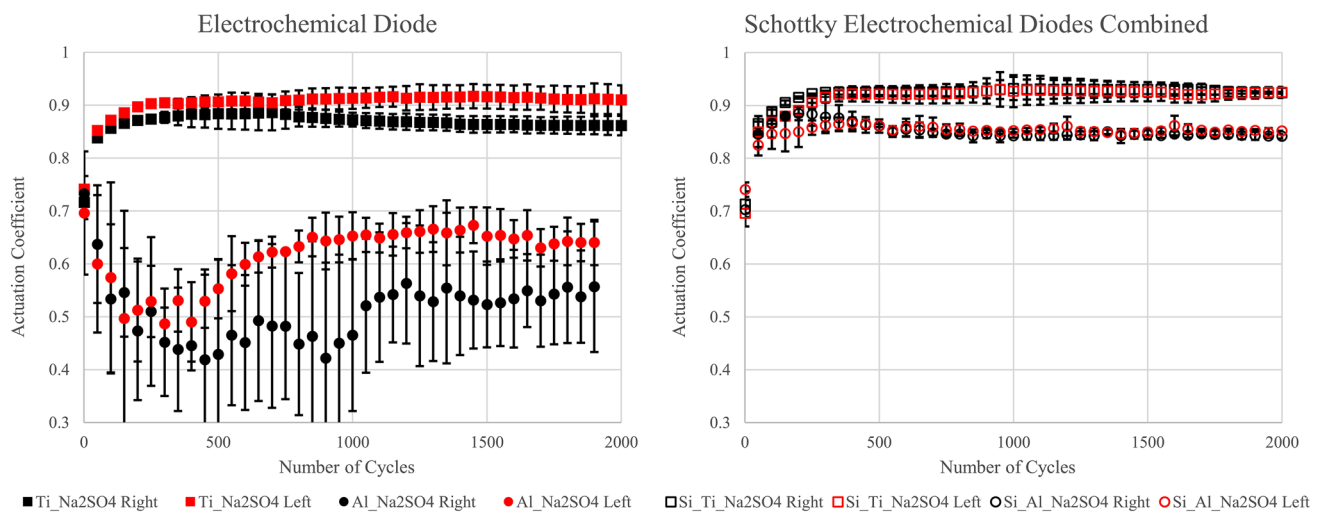 Electrochemical Diode
1
0.9
0.8
0.7
0.6
0.5
0.4
0.3
Actuation Coefficient
0
500
1000
1500
2000
Number of Cycles
Ti_Na2SO4 Right
Ti_Na2SO4 Left
Al_Na2SO4 Right
Al_Na2SO4 Left
Schottky Electrochemical Diodes Combined
1
0.9
0.8
0.7
0.6
0.5
0.4
0.3
Actuation Coefficient
0
500
1000
1500
2000
Number of Cycles
Si_Ti_Na2SO4 Right
Si_Ti_Na2SO4 Left
Si_Al_Na2SO4 Right
Si_Al_Na2SO4 Left